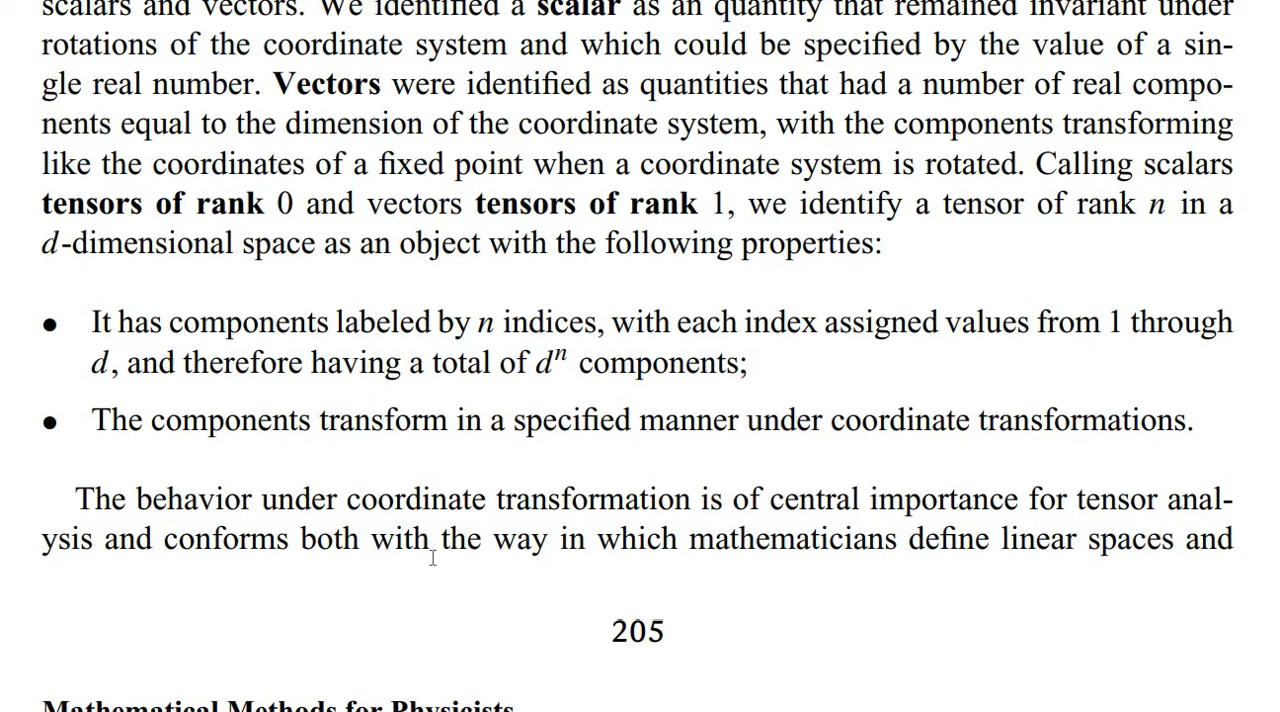 scalars and vectors. We identified a scalar as an quantity that remained invariant under
rotations of the coordinate system and which could be specified by the value of a sin-
gle real number. Vectors were identified as quantities that had a number of real compo-
nents equal to the dimension of the coordinate system, with the components transforming
like the coordinates of a fixed point when a coordinate system is rotated. Calling scalars
tensors of rank 0 and vectors tensors of rank 1, we identify a tensor of rank n in a
d-dimensional space as an object with the following properties:
• It has components labeled by n indices, with each index assigned values from 1 through
d, and therefore having a total of dⁿ components;
• The components transform in a specified manner under coordinate transformations.
The behavior under coordinate transformation is of central importance for tensor anal-
ysis and conforms both with the way in which mathematicians define linear spaces and
205
Mathematical Methods for Physicists